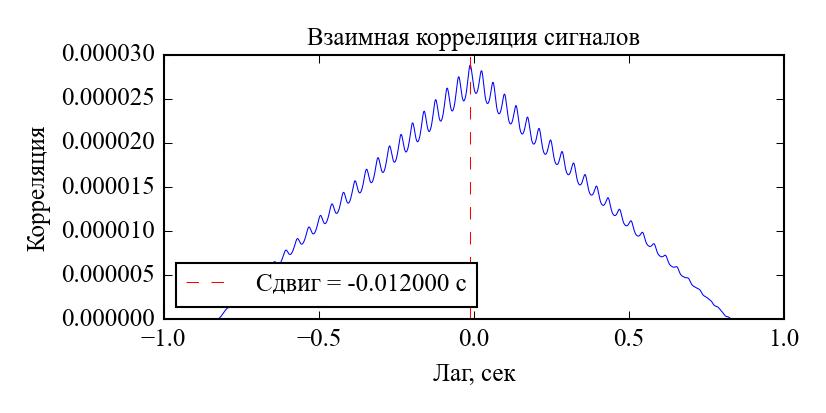 Взаимная корреляция сигналов
0.000030
0.000025
0.000020
0.000015
0.000010
0.000005
0.000000
Корреляция
Сдвиг = -0.012000 с
−1.0 −0.5 0.0 0.5 1.0
Лаг, сек